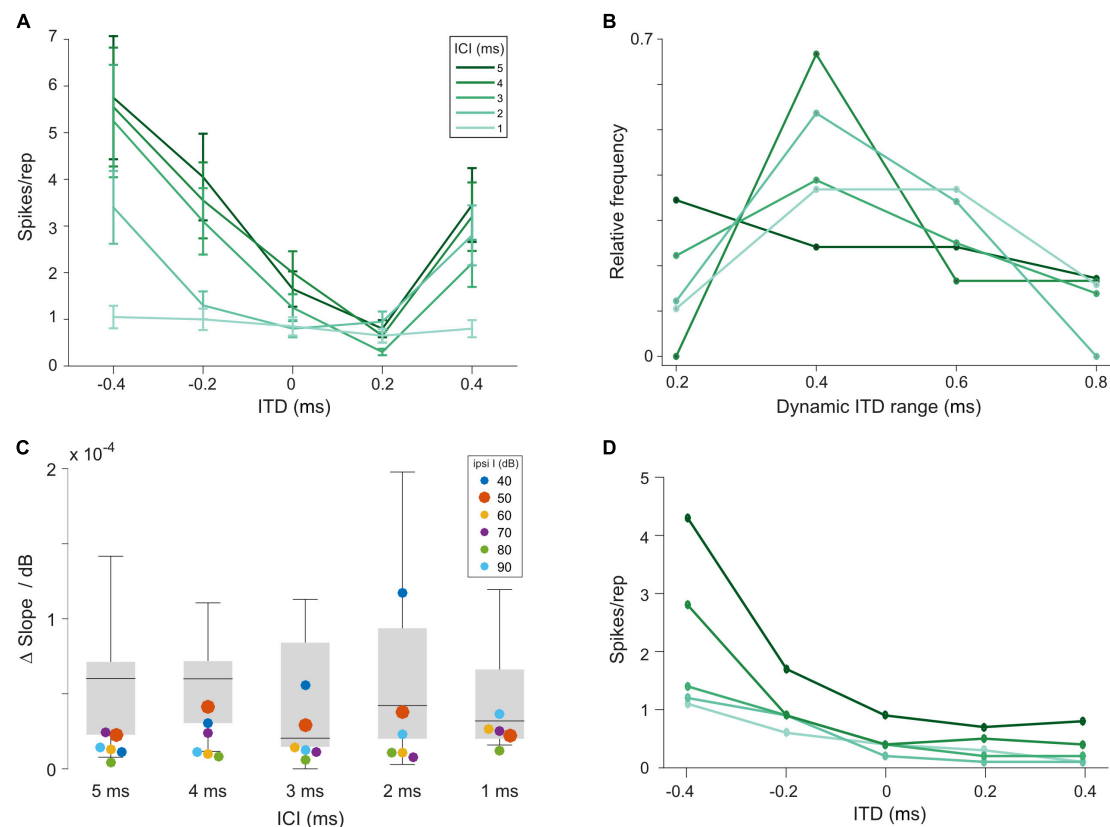 A
7
6
5
4
3
2
1
0
Spikes/rep
-0.4
-0.2
0
0.2
0.4
ITD (ms)
ICI (ms)
5
4
3
2
1
B
0.7
0
Relative frequency
0.2
0.4
0.6
0.8
Dynamic ITD range (ms)
C
x 10-4
2
1
0
Δ Slope / dB
5 ms
4 ms
3 ms
2 ms
1 ms
ICI (ms)
ipsi I (dB)
40
50
60
70
80
90
D
5
4
3
2
1
0
Spikes/rep
-0.4
-0.2
0
0.2
0.4
ITD (ms)